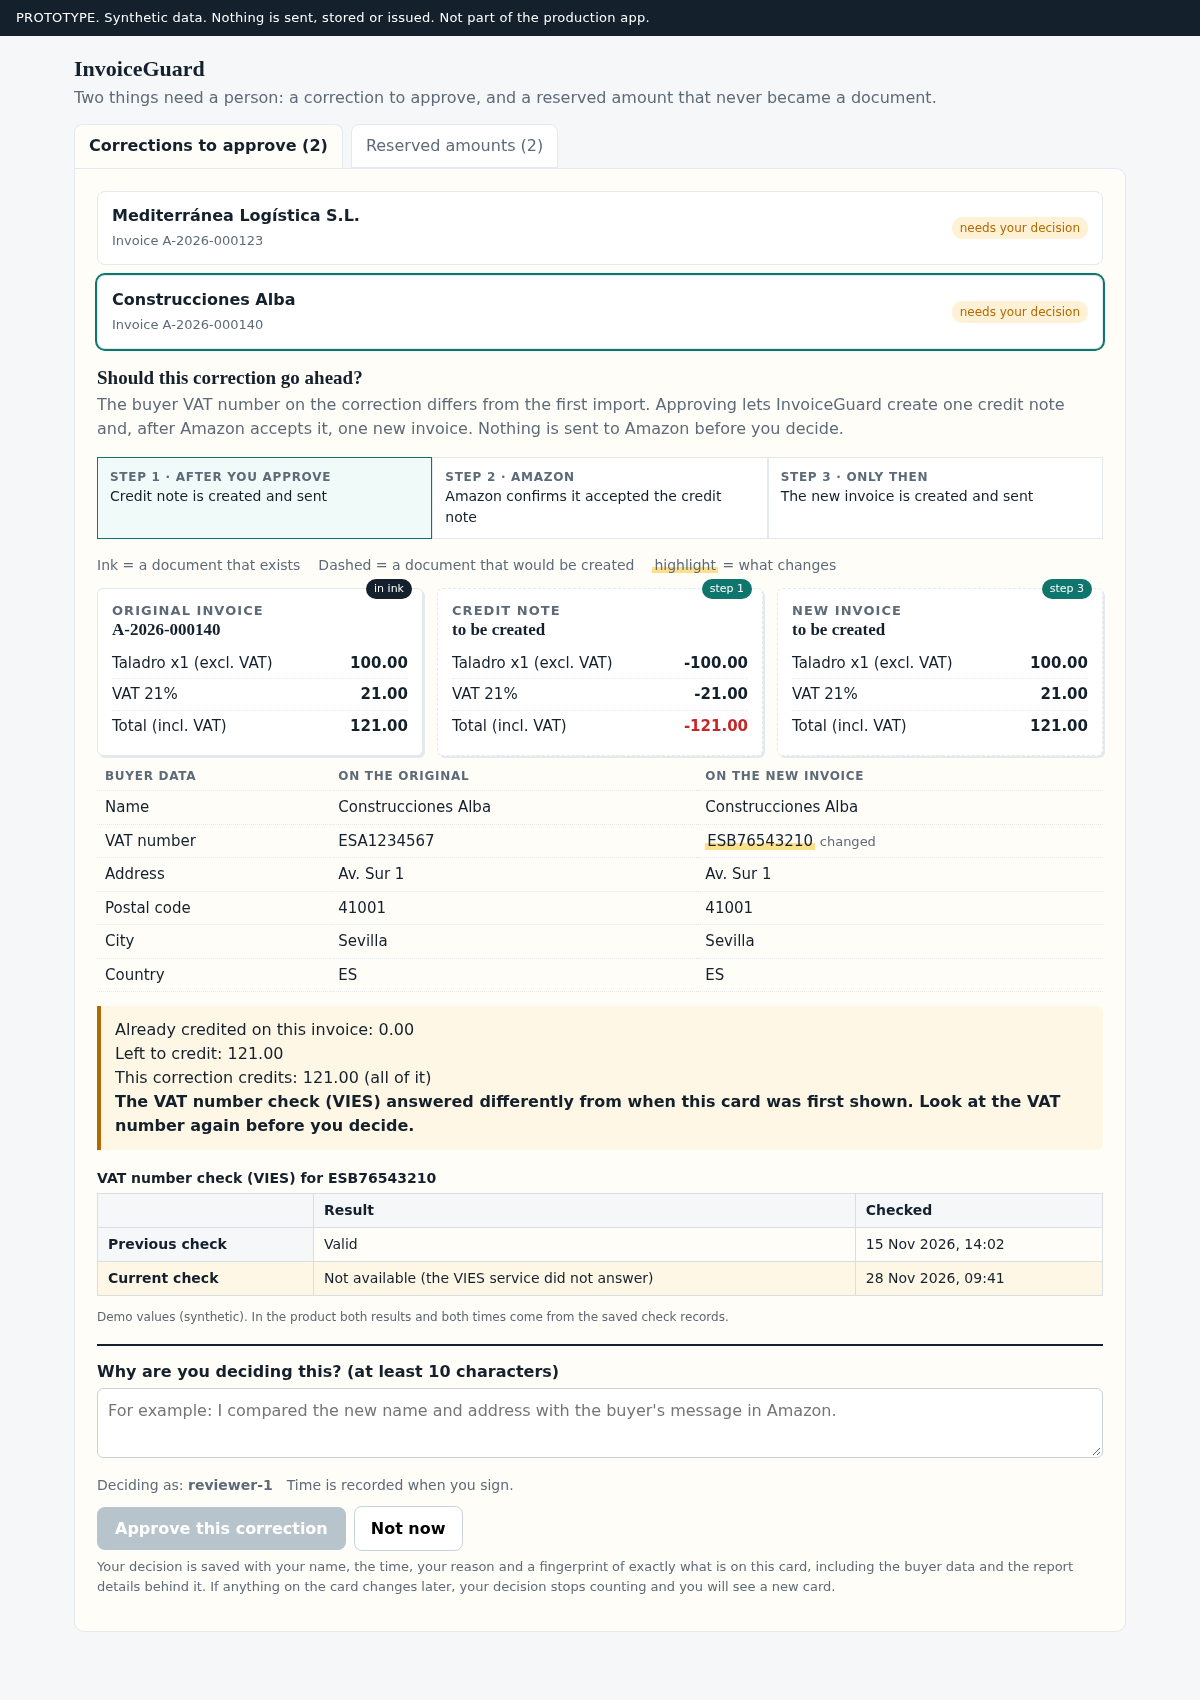 PROTOTYPE. Synthetic data. Nothing is sent, stored or issued. Not part of the production app.
InvoiceGuard
Two things need a person: a correction to approve, and a reserved amount that never became a document.
Corrections to approve (2)
Reserved amounts (2)
Mediterránea Logística S.L.
Invoice A-2026-000123
needs your decision
Construcciones Alba
Invoice A-2026-000140
needs your decision
Should this correction go ahead?
The buyer VAT number on the correction differs from the first import. Approving lets InvoiceGuard create one credit note
and, after Amazon accepts it, one new invoice. Nothing is sent to Amazon before you decide.
STEP 1 · AFTER YOU APPROVE
Credit note is created and sent
STEP 2 · AMAZON
Amazon confirms it accepted the credit
note
STEP 3 · ONLY THEN
The new invoice is created and sent
Ink = a document that exists Dashed = a document that would be created highlight = what changes
in ink
ORIGINAL INVOICE
A-2026-000140
Taladro x1 (excl. VAT) 100.00
VAT 21% 21.00
Total (incl. VAT) 121.00
step 1
CREDIT NOTE
to be created
Taladro x1 (excl. VAT) -100.00
VAT 21% -21.00
Total (incl. VAT) -121.00
step 3
NEW INVOICE
to be created
Taladro x1 (excl. VAT) 100.00
VAT 21% 21.00
Total (incl. VAT) 121.00
BUYER DATA ON THE ORIGINAL ON THE NEW INVOICE
Name Construcciones Alba Construcciones Alba
VAT number ESA1234567 ESB76543210 changed
Address Av. Sur 1 Av. Sur 1
Postal code 41001 41001
City Sevilla Sevilla
Country ES ES
Already credited on this invoice: 0.00
Left to credit: 121.00
This correction credits: 121.00 (all of it)
The VAT number check (VIES) answered differently from when this card was first shown. Look at the VAT
number again before you decide.
VAT number check (VIES) for ESB76543210
Result Checked
Previous check Valid 15 Nov 2026, 14:02
Current check Not available (the VIES service did not answer) 28 Nov 2026, 09:41
Demo values (synthetic). In the product both results and both times come from the saved check records.
Why are you deciding this? (at least 10 characters)
For example: I compared the new name and address with the buyer's message in Amazon.
Deciding as: reviewer-1 Time is recorded when you sign.
Approve this correction
Not now
Your decision is saved with your name, the time, your reason and a fingerprint of exactly what is on this card, including the buyer data and the report
details behind it. If anything on the card changes later, your decision stops counting and you will see a new card.